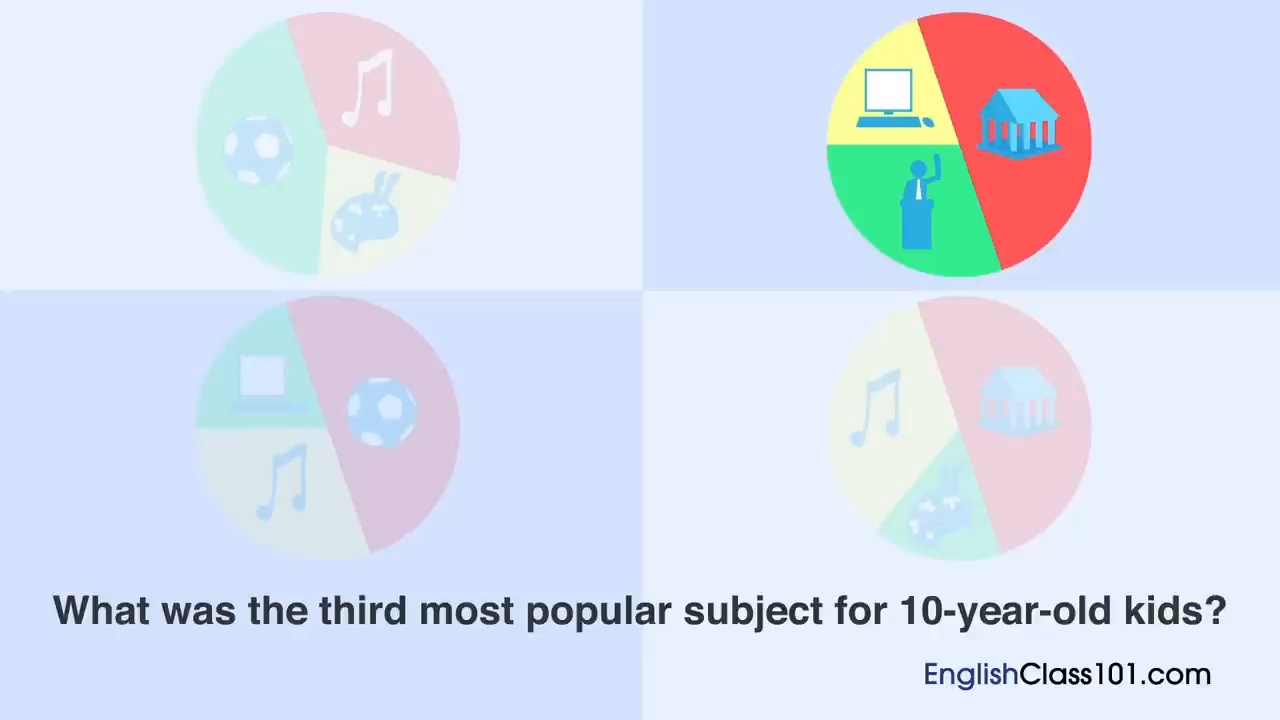 What was the third most popular subject for 10-year-old kids?
EnglishClass101.com